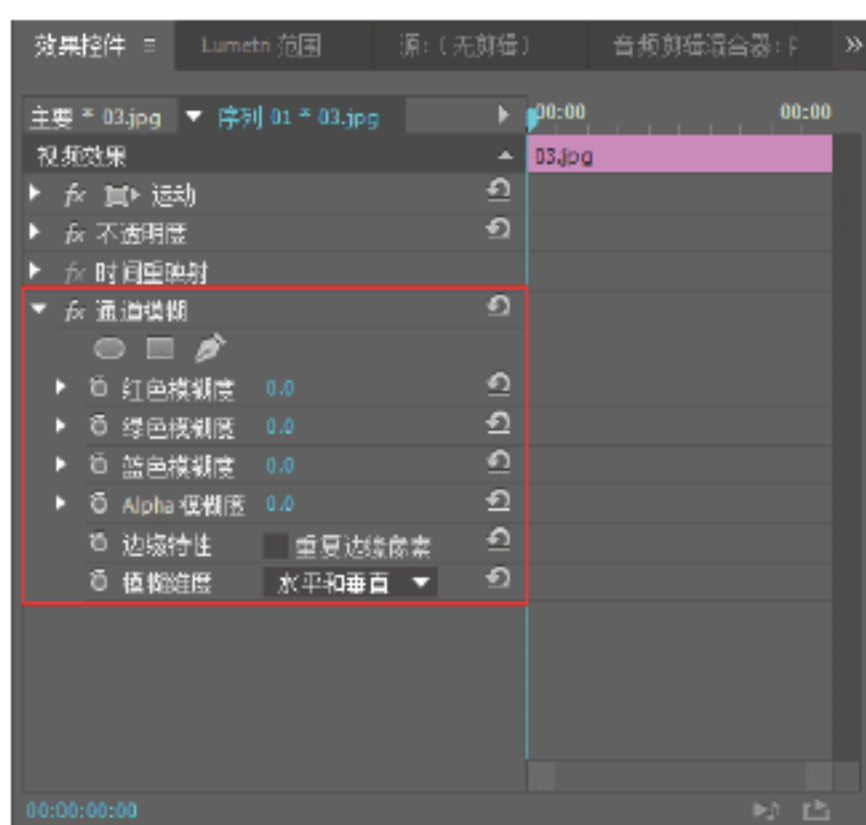 效果控件 ≡ Lumetri 范围 源:（无剪辑） 音频剪辑混合器: »
主要 * 03.jpg 序列 01 * 03.jpg 00:00 00:00
视频效果 03.jpg
fx 运动
fx 不透明度
fx 时间重映射
fx 通道模糊
红色模糊度 0.0
绿色模糊度 0.0
蓝色模糊度 0.0
Alpha 模糊度 0.0
边缘特性 重复边缘像素
模糊维度 水平和垂直
00:00:00:00